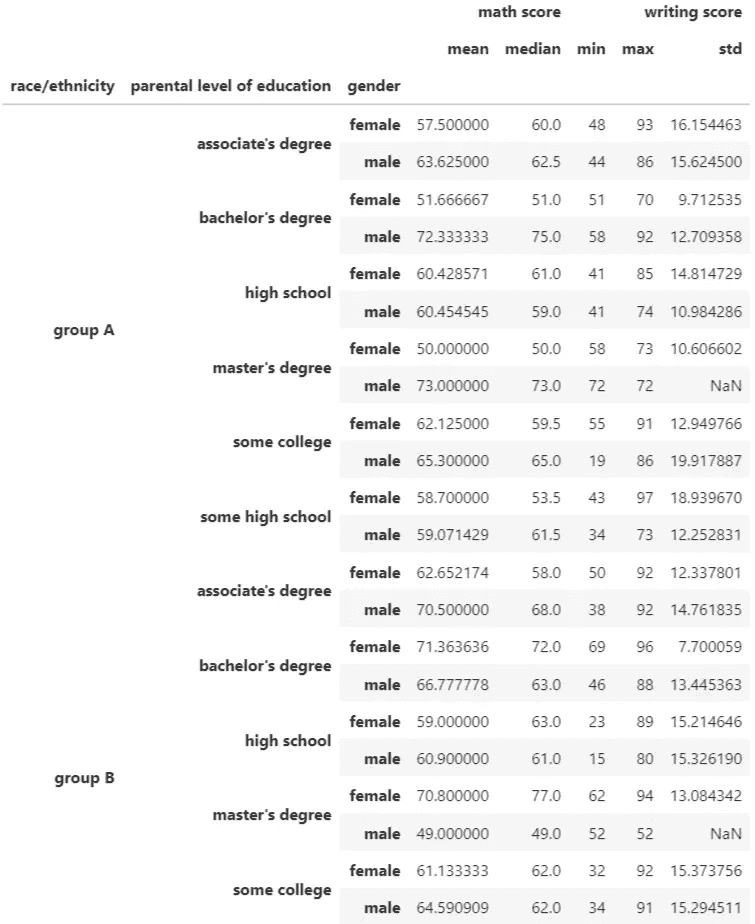 math score writing score
mean median min max std
race/ethnicity parental level of education gender
female 57.500000 60.0 48 93 16.154463
associate's degree
male 63.625000 62.5 44 86 15.624500
female 51.666667 51.0 51 70 9.712535
bachelor's degree
male 72.333333 75.0 58 92 12.709358
female 60.428571 61.0 41 85 14.814729
high school
male 60.454545 59.0 41 74 10.984286
group A
female 50.000000 50.0 58 73 10.606602
master's degree
male 73.000000 73.0 72 72 NaN
female 62.125000 59.5 55 91 12.949766
some college
male 65.300000 65.0 19 86 19.917887
female 58.700000 53.5 43 97 18.939670
some high school
male 59.071429 61.5 34 73 12.252831
female 62.652174 58.0 50 92 12.337801
associate's degree
male 70.500000 68.0 38 92 14.761835
female 71.363636 72.0 69 96 7.700059
bachelor's degree
male 66.777778 63.0 46 88 13.445363
female 59.000000 63.0 23 89 15.214646
high school
male 60.900000 61.0 15 80 15.326190
group B
female 70.800000 77.0 62 94 13.084342
master's degree
male 49.000000 49.0 52 52 NaN
female 61.133333 62.0 32 92 15.373756
some college
male 64.590909 62.0 34 91 15.294511